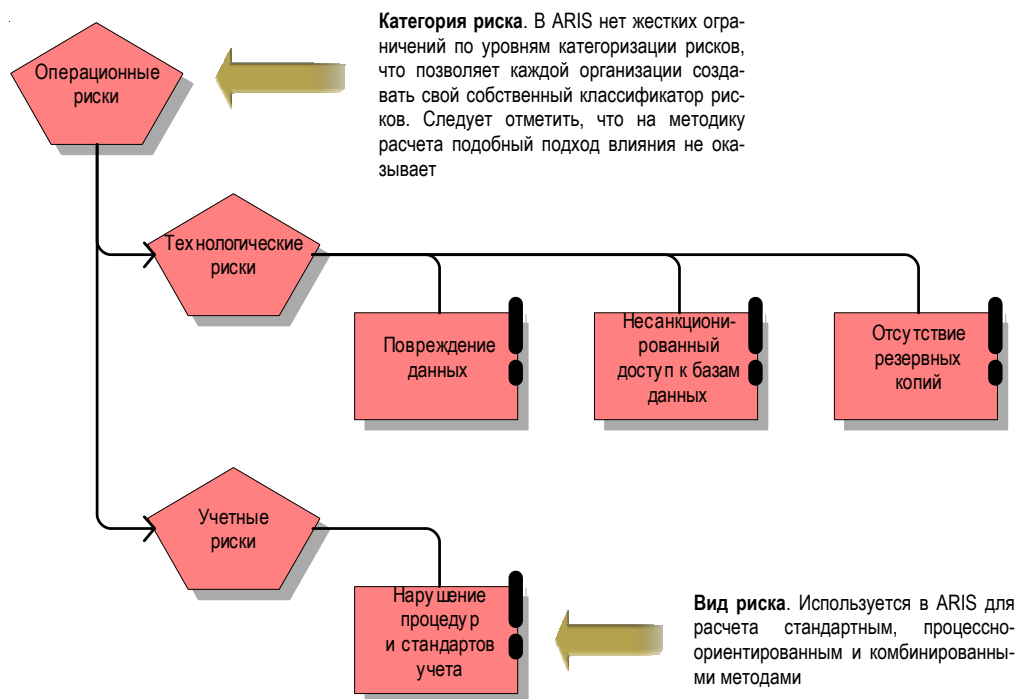 Категория риска. В ARIS нет жестких огра-
ничений по уровням категоризации рисков,
что позволяет каждой организации созда-
вать свой собственный классификатор рис-
ков. Следует отметить, что на методику
расчета подобный подход влияния не ока-
зывает
Операционные
риски
Технологические
риски
Повреждение
данных
Несанкциони-
рованный
доступ к базам
данных
Отсутствие
резервных
копий
Учетные
риски
Нарушение
процедур
и стандартов
учета
Вид риска. Используется в ARIS для
расчета стандартным, процессно-
ориентированным и комбинированны-
ми методами